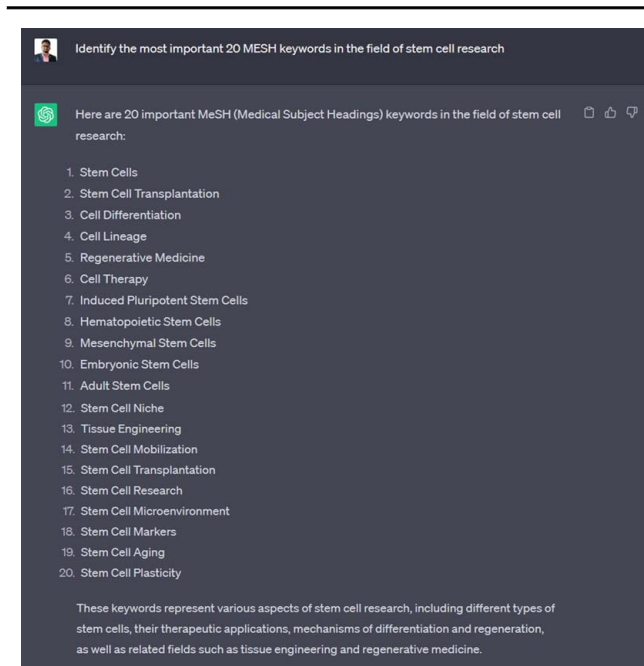 Identify the most important 20 MESH keywords in the field of stem cell research
Here are 20 important MeSH (Medical Subject Headings) keywords in the field of stem cell
research:
1. Stem Cells
2. Stem Cell Transplantation
3. Cell Differentiation
4. Cell Lineage
5. Regenerative Medicine
6. Cell Therapy
7. Induced Pluripotent Stem Cells
8. Hematopoietic Stem Cells
9. Mesenchymal Stem Cells
10. Embryonic Stem Cells
11. Adult Stem Cells
12. Stem Cell Niche
13. Tissue Engineering
14. Stem Cell Mobilization
15. Stem Cell Transplantation
16. Stem Cell Research
17. Stem Cell Microenvironment
18. Stem Cell Markers
19. Stem Cell Aging
20. Stem Cell Plasticity
These keywords represent various aspects of stem cell research, including different types of
stem cells, their therapeutic applications, mechanisms of differentiation and regeneration,
as well as related fields such as tissue engineering and regenerative medicine.